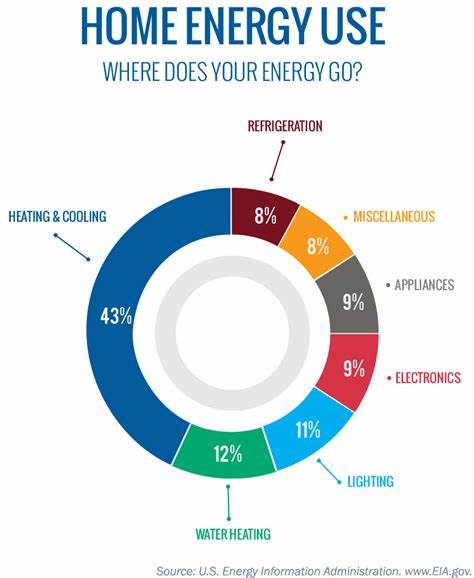 HOME ENERGY USE
WHERE DOES YOUR ENERGY GO?
REFRIGERATION
8%
MISCELLANEOUS
8%
APPLIANCES
9%
ELECTRONICS
9%
LIGHTING
11%
WATER HEATING
12%
HEATING & COOLING
43%
Source: U.S. Energy Information Administration. www.EIA.gov.